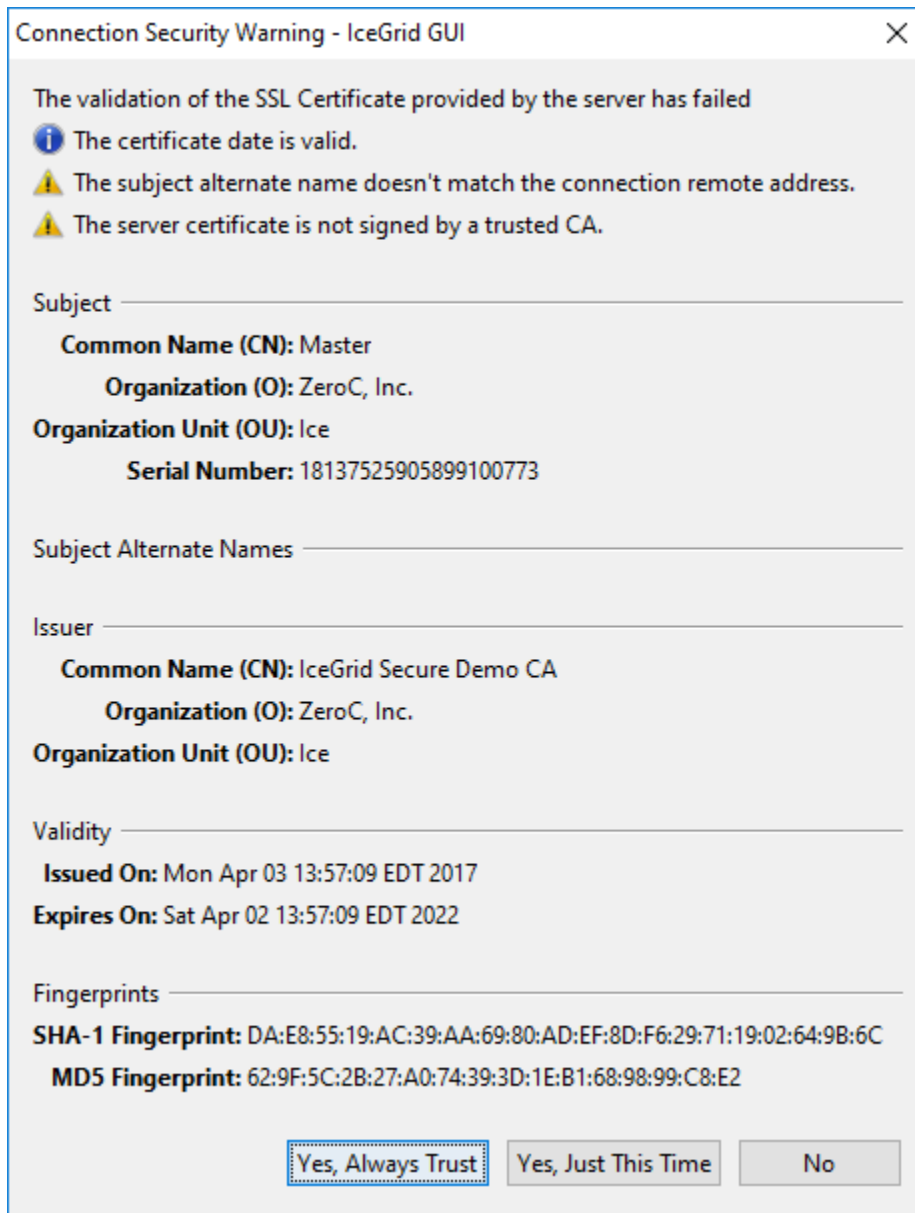 Connection Security Warning - IceGrid GUI
The validation of the SSL Certificate provided by the server has failed
The certificate date is valid.
The subject alternate name doesn't match the connection remote address.
The server certificate is not signed by a trusted CA.
Subject
Common Name (CN): Master
Organization (O): ZeroC, Inc.
Organization Unit (OU): Ice
Serial Number: 18137525905899100773
Subject Alternate Names
Issuer
Common Name (CN): IceGrid Secure Demo CA
Organization (O): ZeroC, Inc.
Organization Unit (OU): Ice
Validity
Issued On: Mon Apr 03 13:57:09 EDT 2017
Expires On: Sat Apr 02 13:57:09 EDT 2022
Fingerprints
SHA-1 Fingerprint: DA:E8:55:19:AC:39:AA:69:80:AD:EF:8D:F6:29:71:19:02:64:9B:6C
MD5 Fingerprint: 62:9F:5C:2B:27:A0:74:39:3D:1E:B1:68:98:99:C8:E2
Yes, Always Trust Yes, Just This Time No